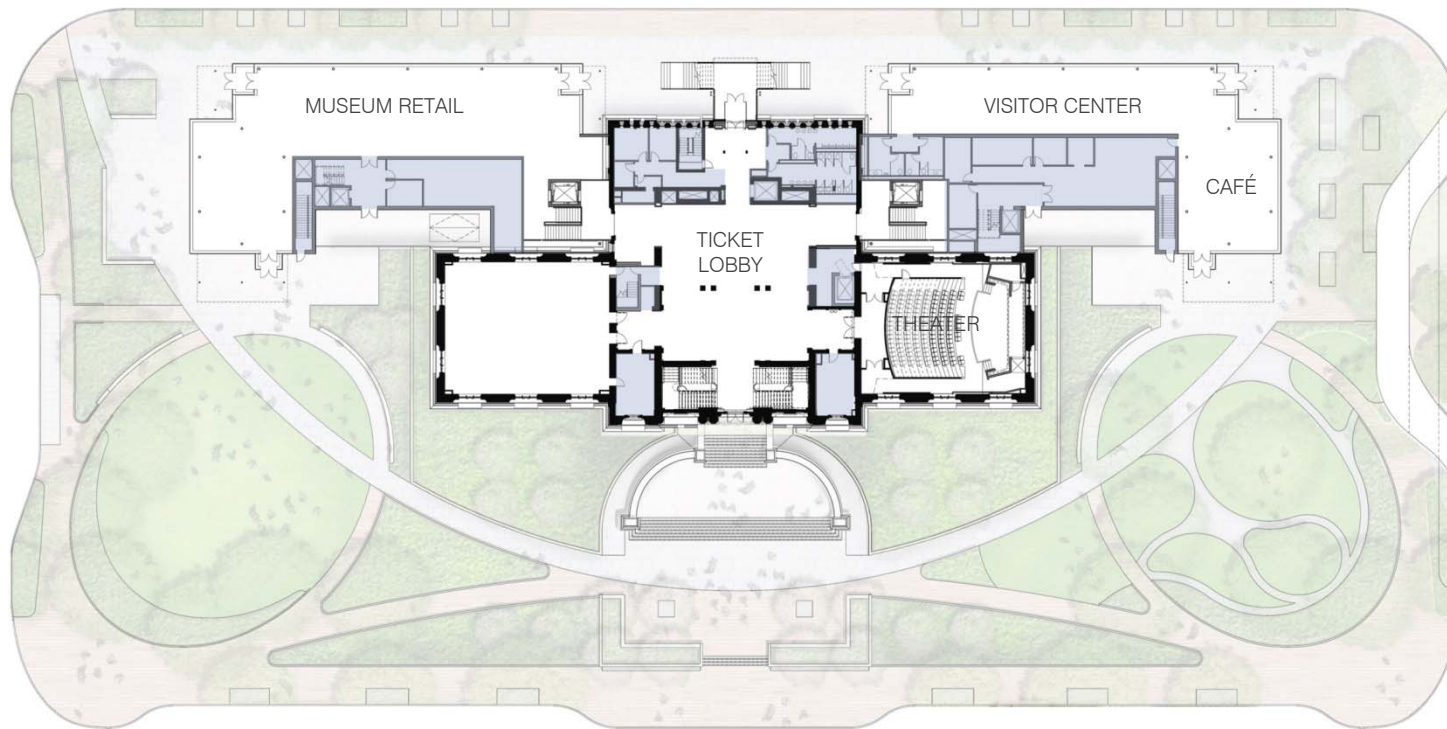 MUSEUM RETAIL
VISITOR CENTER
CAFÉ
TICKET
LOBBY
THEATER